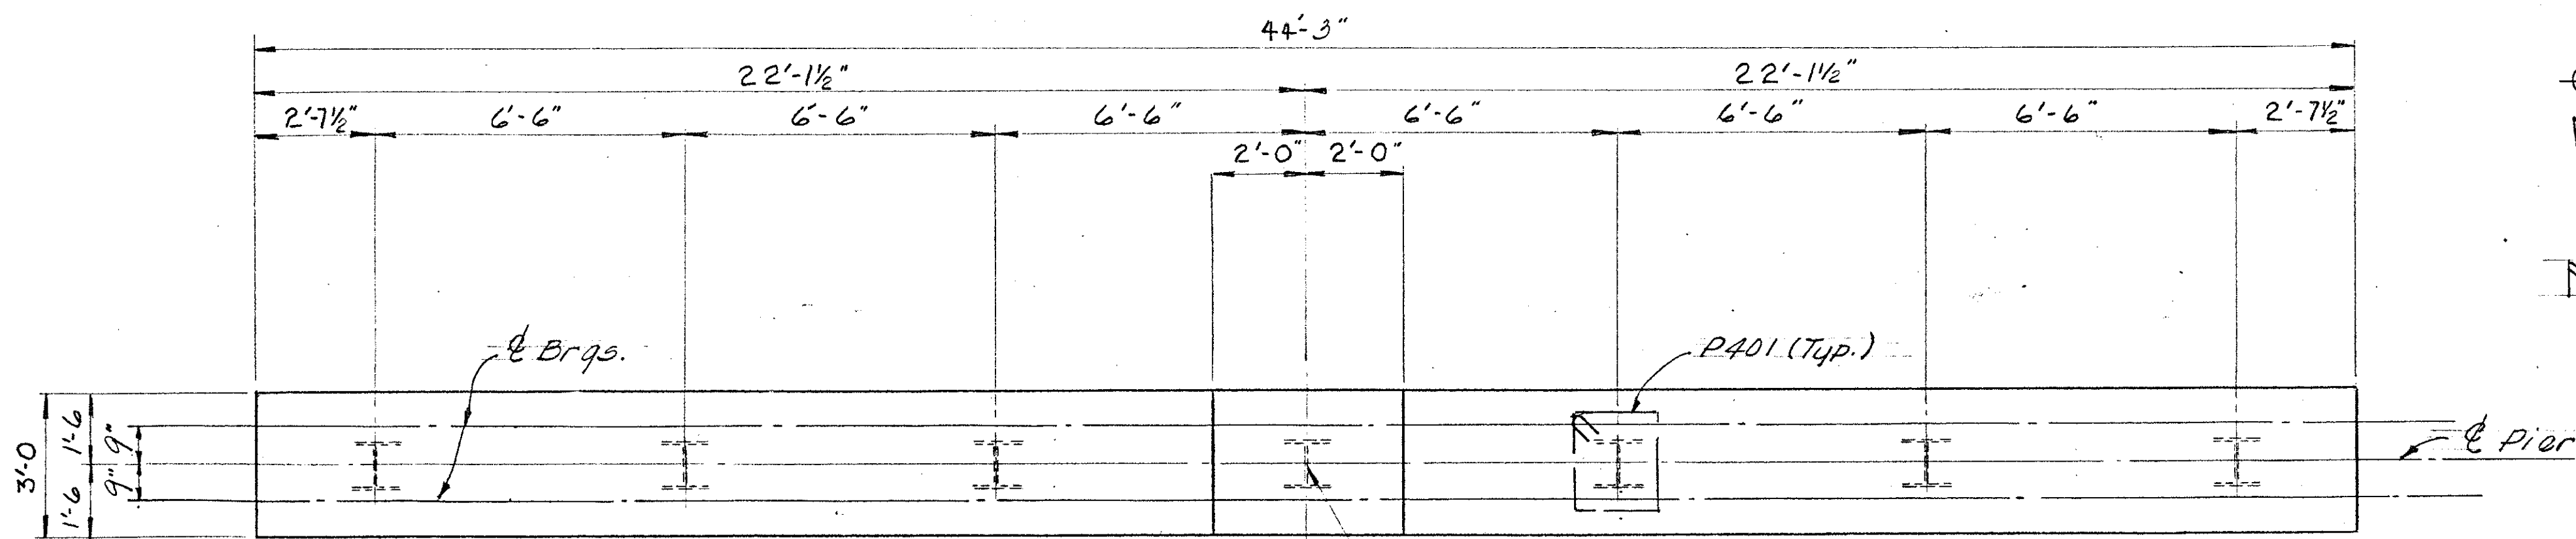 44'-3"
22'-1½" 22'-1½"
2'-7½" 6'-6" 6'-6" 6'-6" 6'-6" 6'-6" 6'-6" 2'-7½"
2'-0" 2'-0"
℄ Brgs.
P401 (Typ.)
3'-0
1'-6
1'-6
9"
9"
℄ Pier